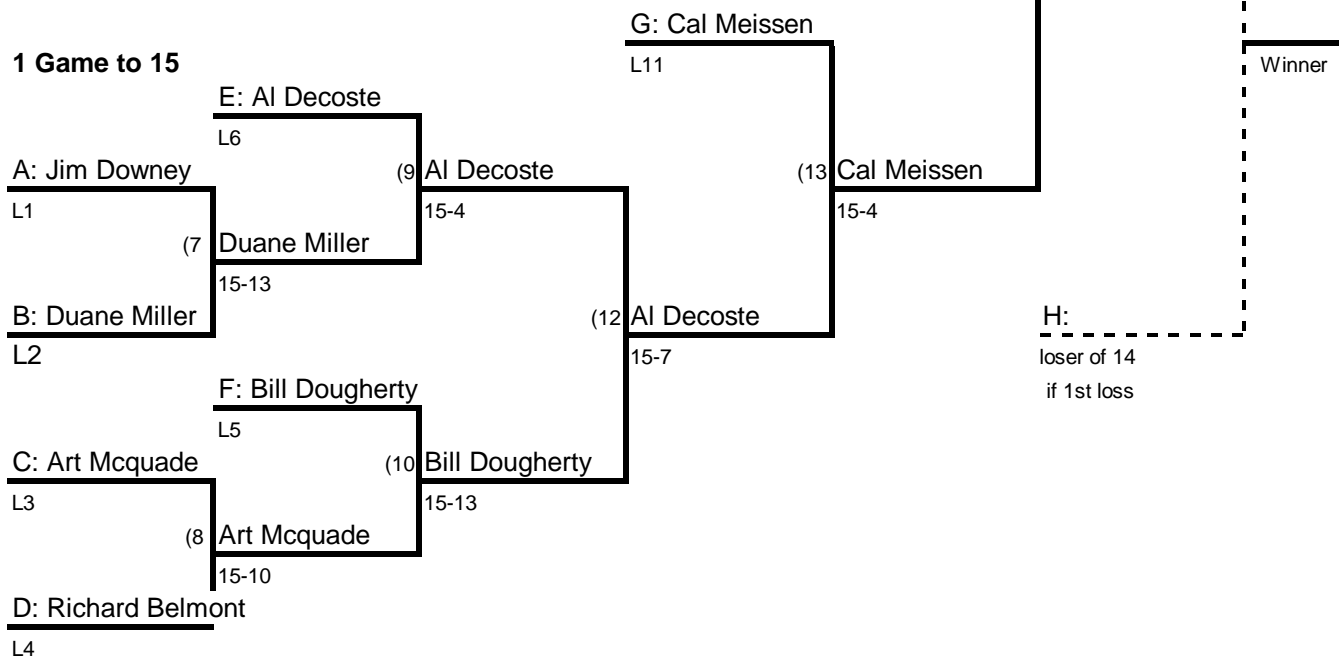 G: Cal Meissen
1 Game to 15
L11
Winner
E: Al Decoste
L6
A: Jim Downey
(9 Al Decoste
(13 Cal Meissen
L1
15-4
15-4
(7 Duane Miller
15-13
B: Duane Miller
(12 Al Decoste
H:
L2
15-7
loser of 14
F: Bill Dougherty
if 1st loss
L5
C: Art Mcquade
(10 Bill Dougherty
L3
15-13
(8 Art Mcquade
15-10
D: Richard Belmont
L4